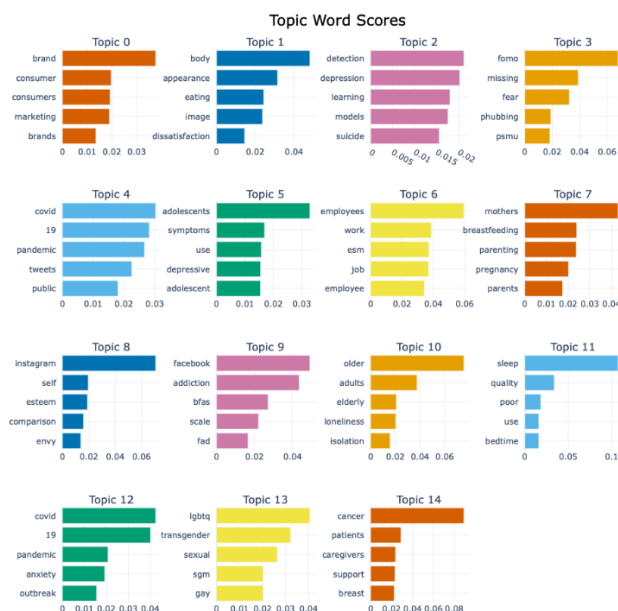 Topic Word Scores
Topic 0
brand
consumer
consumers
marketing
brands
0 0.01 0.02 0.03
Topic 1
body
appearance
eating
image
dissatisfaction
0 0.02 0.04
Topic 2
detection
depression
learning
models
suicide
0 0.005 0.01 0.015 0.02
Topic 3
fomo
missing
fear
phubbing
psmu
0 0.02 0.04 0.06
Topic 4
covid
19
pandemic
tweets
public
0 0.01 0.02 0.03
Topic 5
adolescents
symptoms
use
depressive
adolescent
0 0.01 0.02 0.03
Topic 6
employees
work
esm
job
employee
0 0.02 0.04 0.06
Topic 7
mothers
breastfeeding
parenting
pregnancy
parents
0 0.01 0.02 0.03 0.04
Topic 8
instagram
self
esteem
comparison
envy
0 0.02 0.04 0.06
Topic 9
facebook
addiction
bfas
scale
fad
0 0.02 0.04
Topic 10
older
adults
elderly
loneliness
isolation
0 0.02 0.04 0.06
Topic 11
sleep
quality
poor
use
bedtime
0 0.05 0.1
Topic 12
covid
19
pandemic
anxiety
outbreak
0 0.01 0.02 0.03 0.04
Topic 13
lgbtq
transgender
sexual
sgm
gay
0 0.01 0.02 0.03 0.04
Topic 14
cancer
patients
caregivers
support
breast
0 0.02 0.04 0.06 0.08